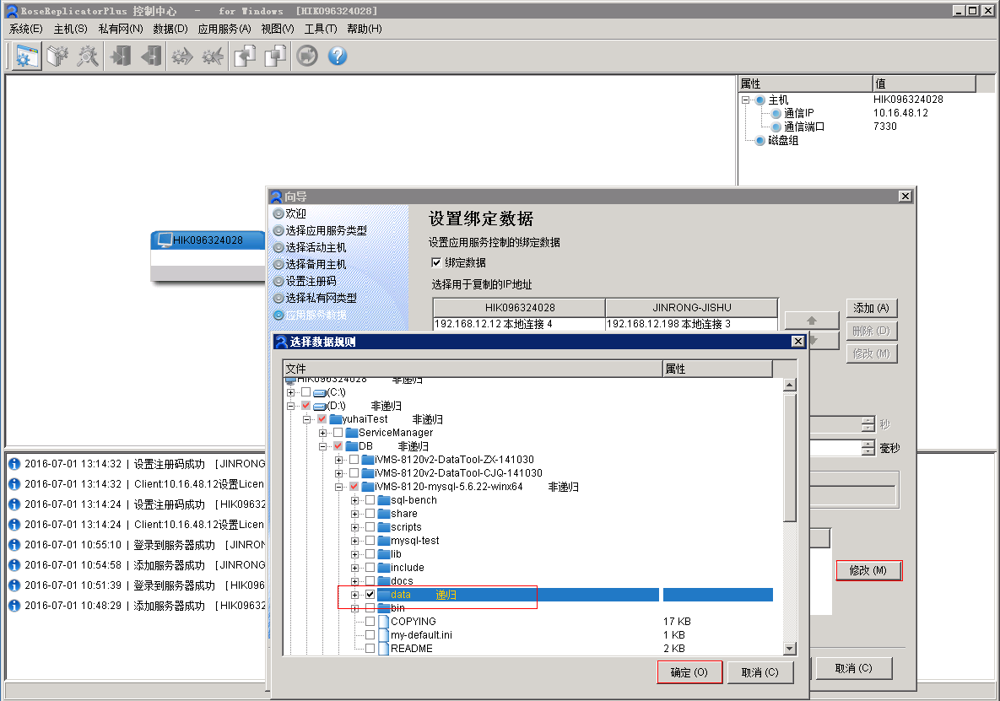 RoseReplicatorPlus 控制中心 - for Windows [HIK096324028]
系统(E) 主机(S) 私有网(N) 数据(D) 应用服务(A) 视图(V) 工具(T) 帮助(H)
属性 值
主机 HIK096324028
通信IP 10.16.48.12
通信端口 7330
磁盘组
HIK096324028
向导
欢迎
选择应用服务类型
选择活动主机
选择备用主机
设置注册码
选择私有网类型
应用服务数据
设置绑定数据
设置应用服务控制的绑定数据
绑定数据
选择用于复制的IP地址
HIK096324028 JINRONG-JISHU
192.168.12.12 本地连接 4 192.168.12.198 本地连接 3
添加 (A)
删除 (D)
修改 (M)
秒
毫秒
修改 (M)
取消 (C)
选择数据规则
文件 属性
HIK096324028 非递归
(C:\)
(D:\) 非递归
yuhaiTest 非递归
ServiceManager
DB 非递归
iVMS-8120v2-DataTool-ZX-141030
iVMS-8120v2-DataTool-CJQ-141030
iVMS-8120-mysql-5.6.22-winx64 非递归
sql-bench
share
scripts
mysql-test
lib
include
docs
data 递归
bin
COPYING 17 KB
my-default.ini 1 KB
README 2 KB
确定 (O) 取消 (C)
2016-07-01 13:14:32 | 设置注册码成功 [JINRONG
2016-07-01 13:14:32 | Client:10.16.48.12设置Licen
2016-07-01 13:14:24 | 设置注册码成功 [HIK0963
2016-07-01 13:14:24 | Client:10.16.48.12设置Licen
2016-07-01 10:55:10 | 登录到服务器成功 [JINRON
2016-07-01 10:54:58 | 添加服务器成功 [JINRONG
2016-07-01 10:51:39 | 登录到服务器成功 [HIK096
2016-07-01 10:48:29 | 添加服务器成功 [HIK09632